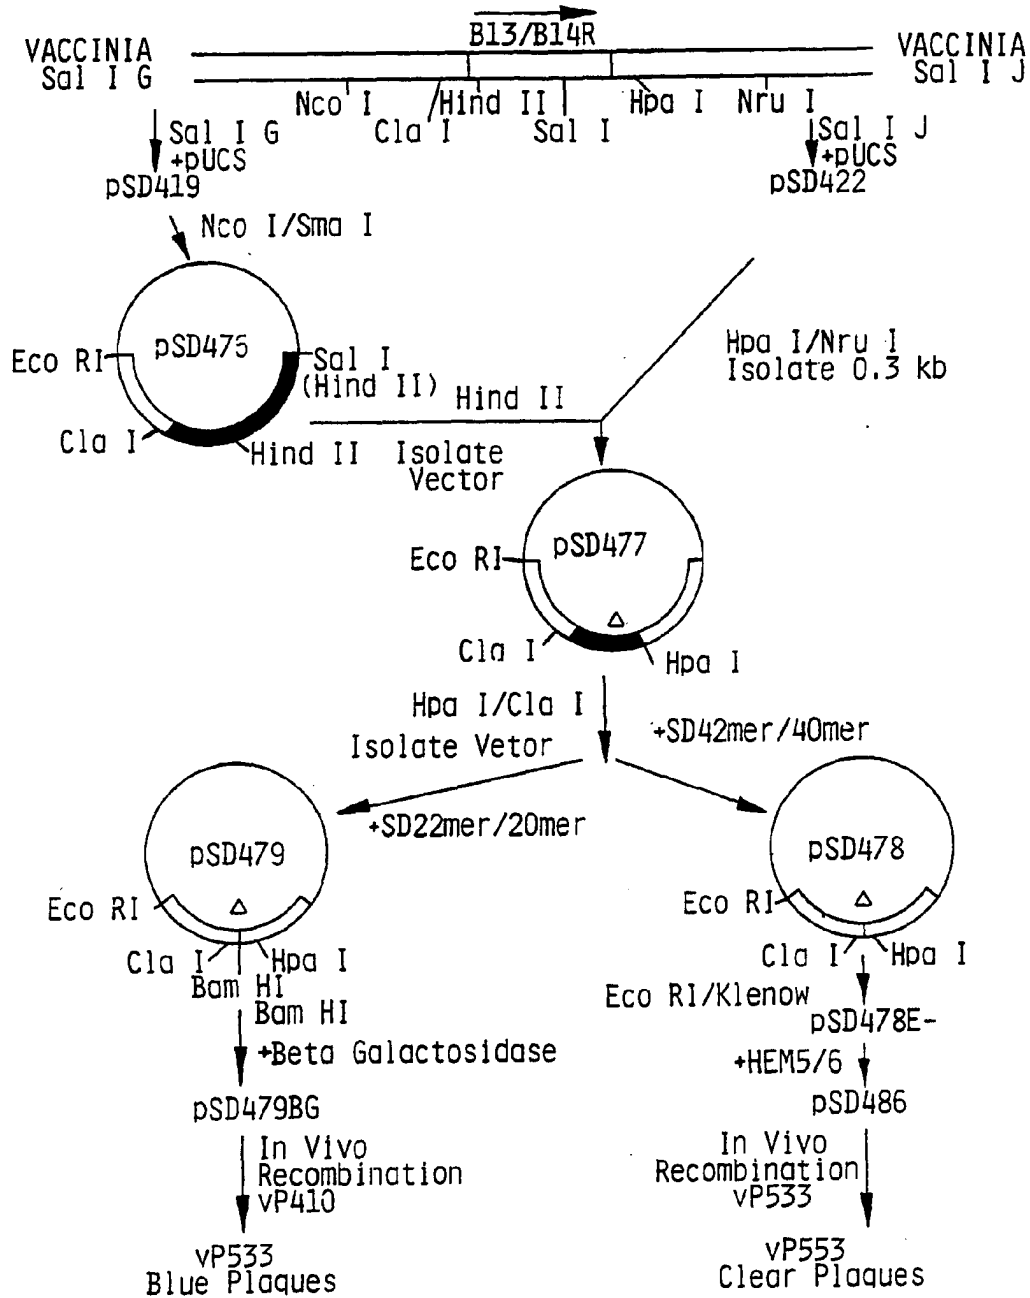 B13/B14R
VACCINIA
Sal I G
VACCINIA
Sal I J
Nco I
Cla I
Hind II
Sal I
Hpa I
Nru I
Sal I G
+pUCS
pSD419
Sal I J
+pUCS
pSD422
Nco I/Sma I
pSD475
Eco RI
Sal I
(Hind II)
Cla I
Hind II
Hind II
Isolate
Vector
Hpa I/Nru I
Isolate 0.3 kb
pSD477
Eco RI
Δ
Cla I
Hpa I
Hpa I/Cla I
Isolate Vetor
+SD42mer/40mer
+SD22mer/20mer
pSD479
Eco RI
Δ
Cla I
Hpa I
Bam HI
Bam HI
+Beta Galactosidase
pSD479BG
In Vivo
Recombination
vP410
vP533
Blue Plaques
pSD478
Eco RI
Δ
Cla I
Hpa I
Eco RI/Klenow
pSD478E-
+HEM5/6
pSD486
In Vivo
Recombination
vP533
vP553
Clear Plaques